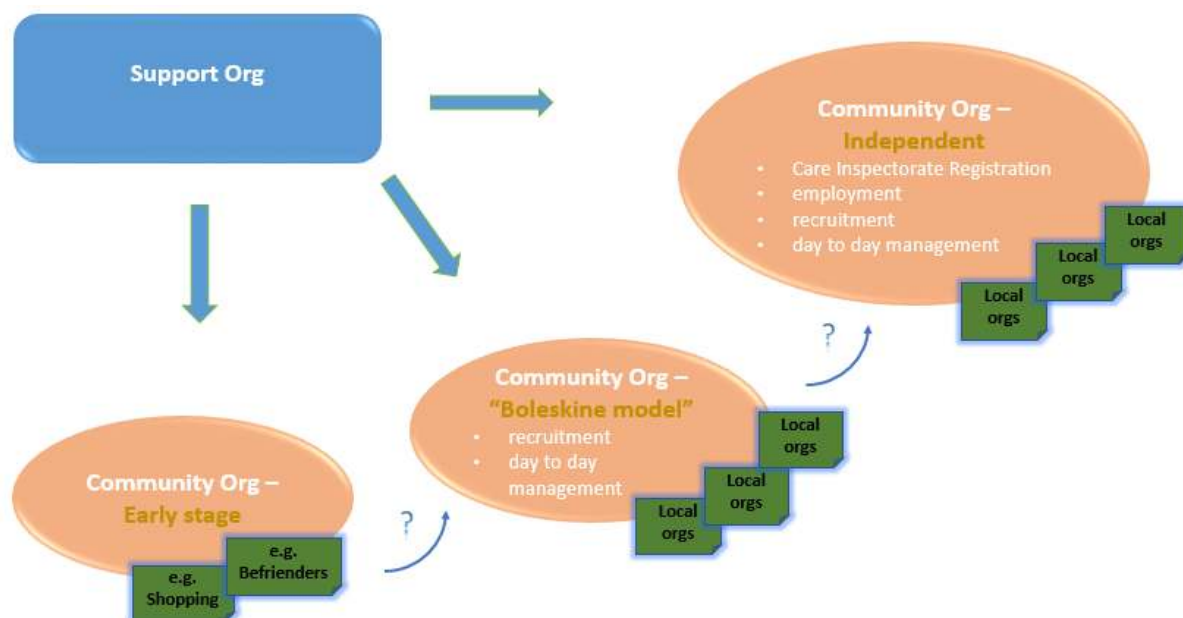 Support Org
Community Org –
Independent
• Care Inspectorate Registration
• employment
• recruitment
• day to day management
Local
orgs
Local
orgs
Local
orgs
?
Community Org –
“Boleskine model”
• recruitment
• day to day
management
Local
orgs
Local
orgs
Local
orgs
?
Community Org –
Early stage
e.g.
Befrienders
e.g.
Shopping